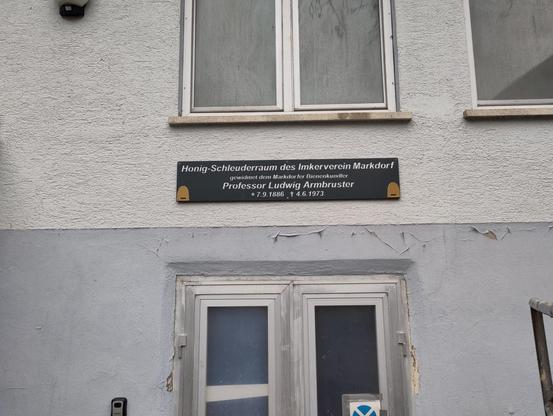 Honig-Schleuderraum des Imkerverein Markdorf
gewidmet dem Markdorfer Bienenkundler
Professor Ludwig Armbruster
* 7.9.1886 † 4.6.1973